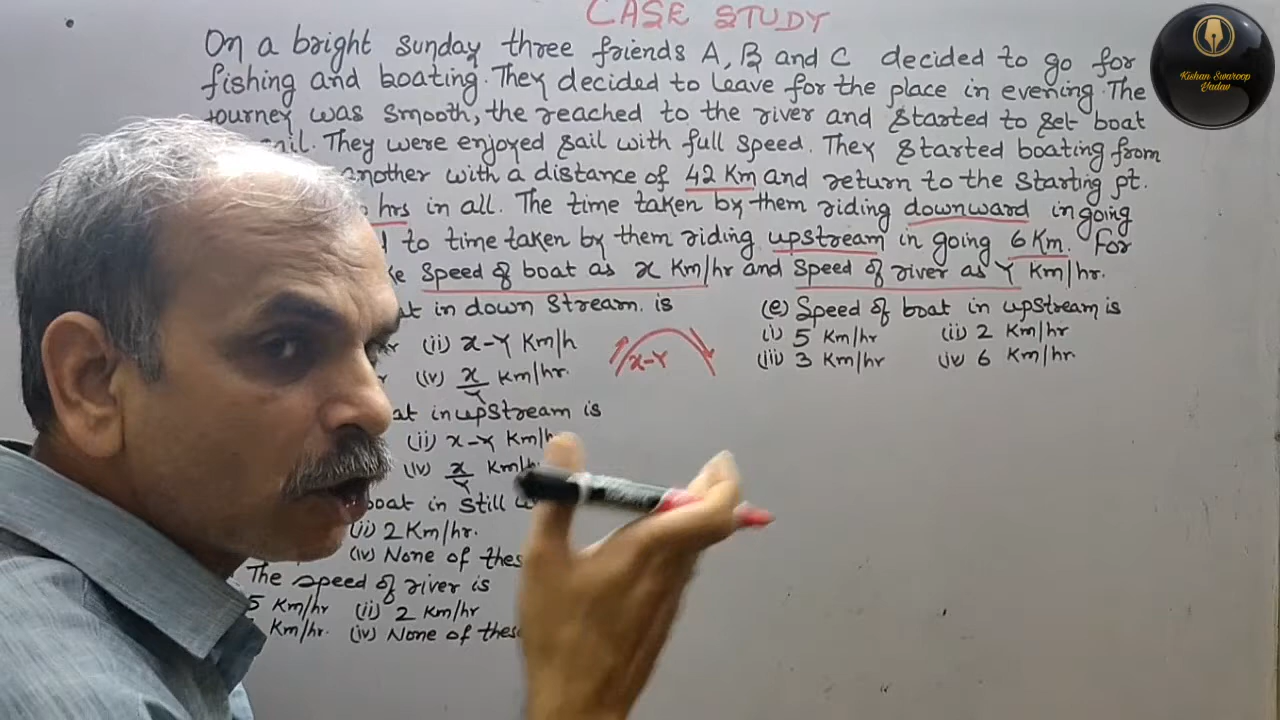 CASE STUDY
On a bright sunday three friends A, B and C decided to go for
fishing and boating. They decided to leave for the place in evening. The
journey was smooth, the reached to the river and started to set boat
They were enjoyed sail with full speed. They started boating from
another with a distance of 42 Km and return to the starting pt.
hrs in all. The time taken by them riding downward in going
to time taken by them riding upstream in going 6 Km. For
Speed of boat as x Km/hr and speed of river as Y Km/hr.
in down stream. is
(ii) x-Y Km/h
(iv) x/Y Km/hr.
in upstream is
(ii) x-Y Km/h
(iv) x/Y Km/h
boat in still
(ii) 2 Km/hr.
(iv) None of these
The speed of river is
5 Km/hr (ii) 2 Km/hr
Km/hr. (iv) None of these
x-Y
(e) Speed of boat in upstream is
(i) 5 Km/hr (ii) 2 Km/hr
(iii) 3 Km/hr (iv) 6 Km/hr.
Kishan Swaroop
Yadav